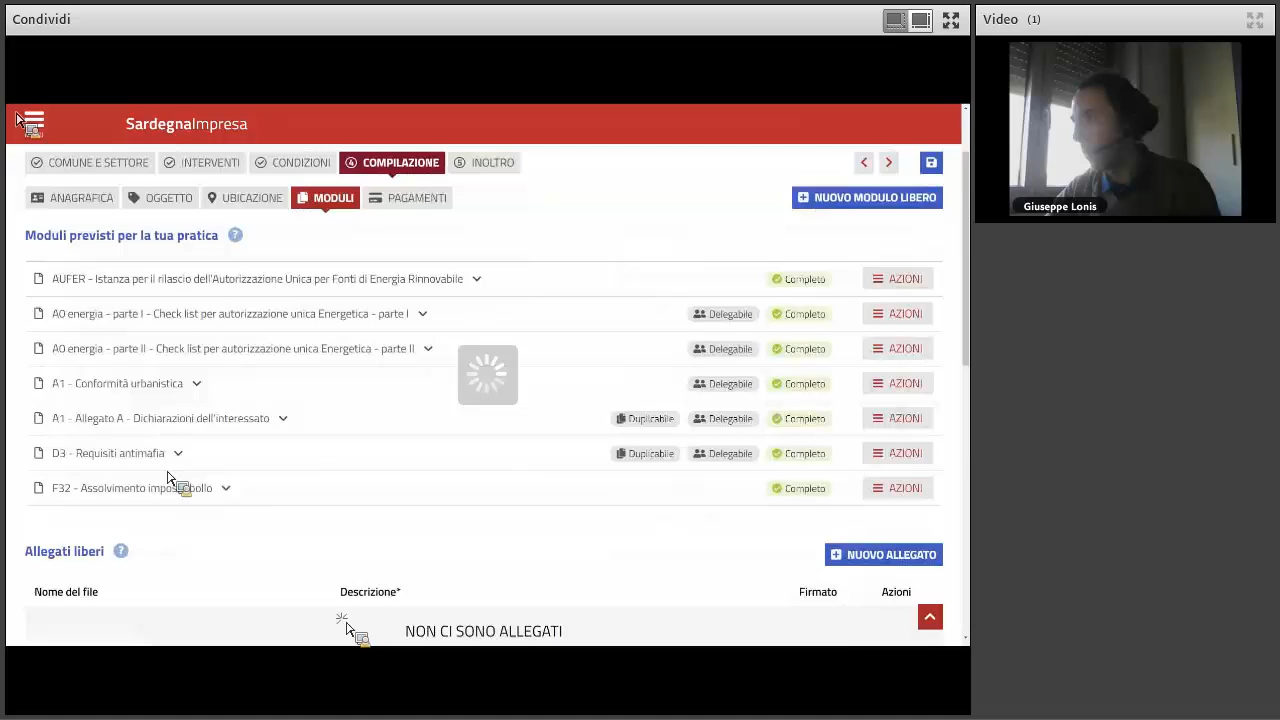 Condividi
Video (1)
SardegnaImpresa
COMUNE E SETTORE
INTERVENTI
CONDIZIONI
4 COMPILAZIONE
5 INOLTRO
ANAGRAFICA
OGGETTO
UBICAZIONE
MODULI
PAGAMENTI
NUOVO MODULO LIBERO
Giuseppe Lonis
Moduli previsti per la tua pratica ?
AUFER - Istanza per il rilascio dell'Autorizzazione Unica per Fonti di Energia Rinnovabile Completo AZIONI
A0 energia - parte I - Check list per autorizzazione unica Energetica - parte I Delegabile Completo AZIONI
A0 energia - parte II - Check list per autorizzazione unica Energetica - parte II Delegabile Completo AZIONI
A1 - Conformità urbanistica Delegabile Completo AZIONI
A1 - Allegato A - Dichiarazioni dell'interessato Duplicabile Delegabile Completo AZIONI
D3 - Requisiti antimafia Duplicabile Delegabile Completo AZIONI
F32 - Assolvimento bollo Completo AZIONI
Allegati liberi ?
NUOVO ALLEGATO
Nome del file Descrizione* Firmato Azioni
NON CI SONO ALLEGATI